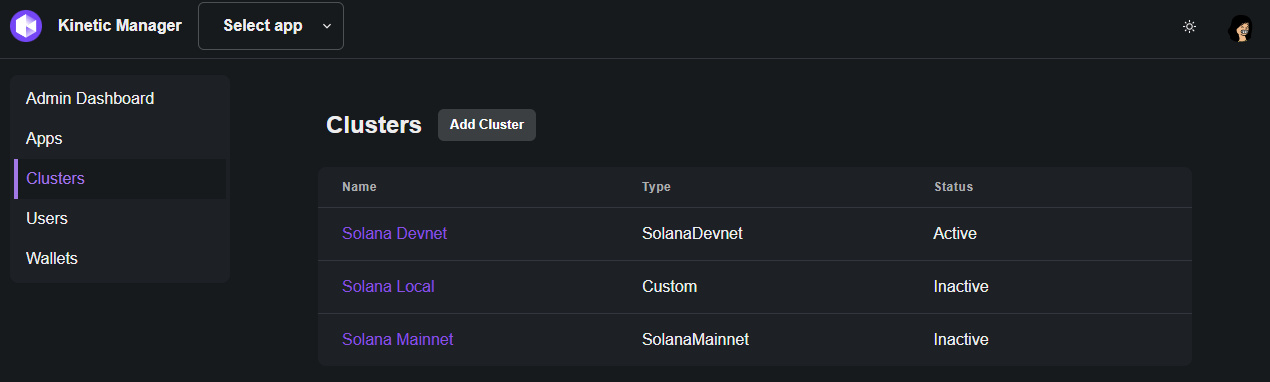 Kinetic Manager
Select app
Admin Dashboard
Apps
Clusters
Users
Wallets
Clusters
Add Cluster
Name Type Status
Solana Devnet SolanaDevnet Active
Solana Local Custom Inactive
Solana Mainnet SolanaMainnet Inactive